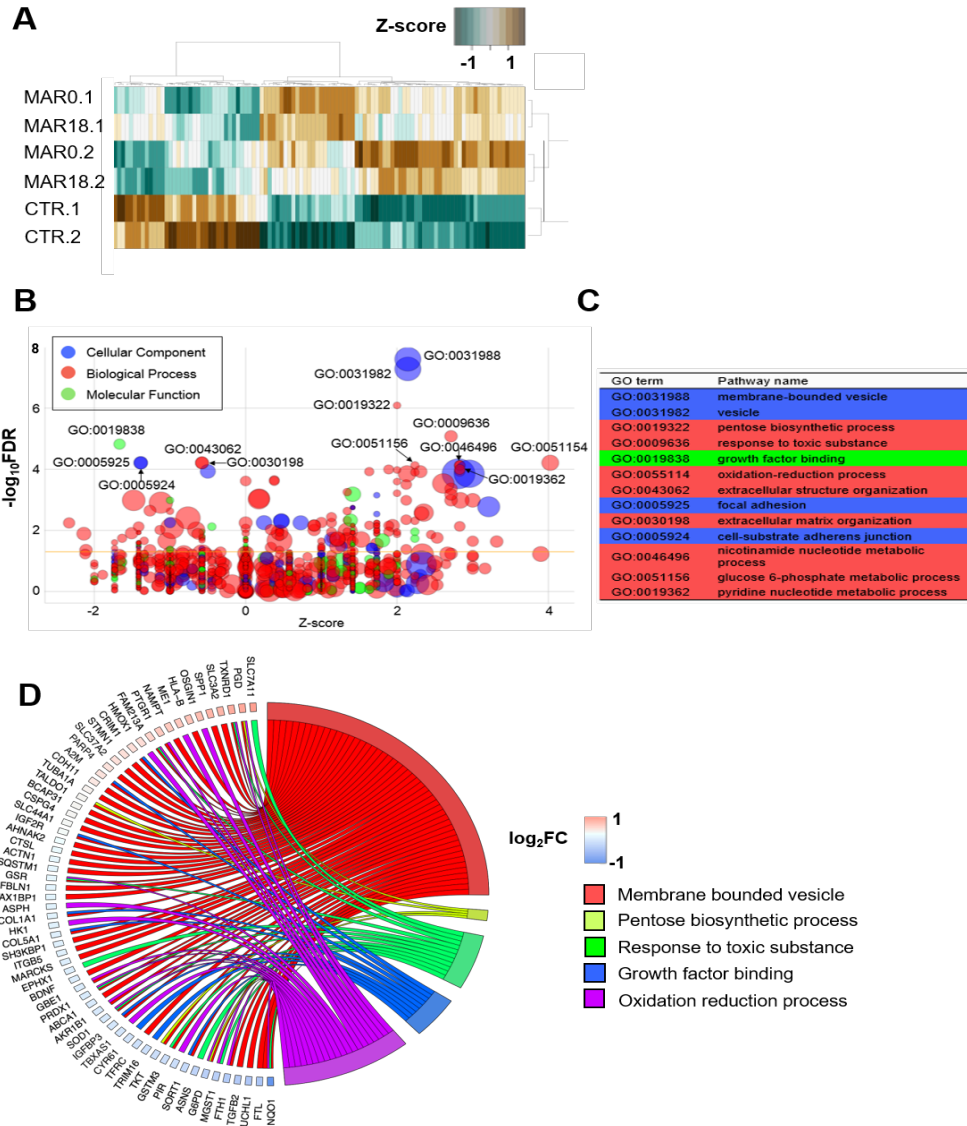 A
Z-score
-1 1
MAR0.1
MAR18.1
MAR0.2
MAR18.2
CTR.1
CTR.2
B
C
8
6
4
2
0
-log10FDR
Cellular Component
Biological Process
Molecular Function
GO:0031988
GO:0031982
GO:0019322
GO:0019838
GO:0009636
GO:0043062
GO:0051156
GO:0046496
GO:0051154
GO:0005925
GO:0030198
GO:0019362
GO:0005924
-2 0 2 4
Z-score
GO term Pathway name
GO:0031988 membrane-bounded vesicle
GO:0031982 vesicle
GO:0019322 pentose biosynthetic process
GO:0009636 response to toxic substance
GO:0019838 growth factor binding
GO:0055114 oxidation-reduction process
GO:0043062 extracellular structure organization
GO:0005925 focal adhesion
GO:0030198 extracellular matrix organization
GO:0005924 cell-substrate adherens junction
GO:0046496 nicotinamide nucleotide metabolic
process
GO:0051156 glucose 6-phosphate metabolic process
GO:0019362 pyridine nucleotide metabolic process
D
SLC7A11
PGD
TXNRD1
SLC3A2
SPP1
OSGIN1
HLA-B
ME1
NAMPT
PTGR1
FAM213A
HMOX1
CRIM1
STMN1
SLC37A2
PARP4
A2M
CDH11
TUBA1A
TALDO1
BCAP31
CSPG4
SLC44A1
IGF2R
AHNAK2
CTSL
ACTN1
SQSTM1
GSR
FBLN1
AX1BP1
ASPH
COL1A1
HK1
COL5A1
SH3KBP1
ITGB5
MARCKS
EPHX1
BDNF
GBE1
PRDX1
ABCA1
AKR1B1
SOD1
IGFBP3
TBXAS1
CYR61
TFRC
TRIM16
TKT
GSTM3
PIR
SORT1
ASNS
G6PD
MGST1
FTH1
TGFB2
UCHL1
FTL
NQO1
log2FC
1
-1
Membrane bounded vesicle
Pentose biosynthetic process
Response to toxic substance
Growth factor binding
Oxidation reduction process